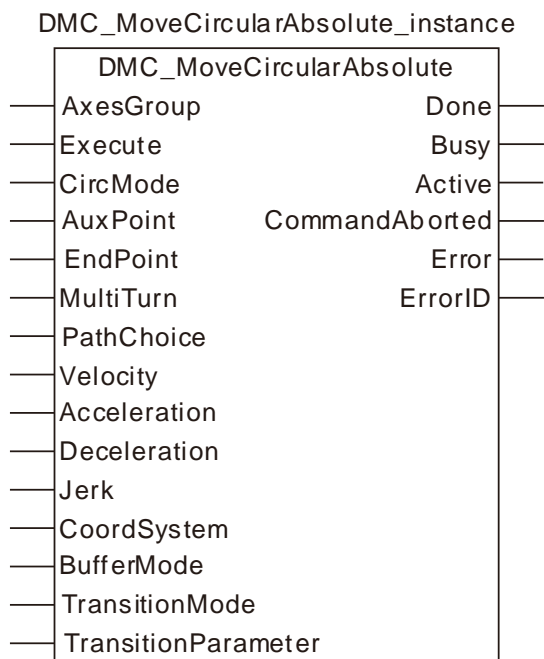 DMC_MoveCircularAbsolute_instance
DMC_MoveCircularAbsolute
AxesGroup Done
Execute Busy
CircMode Active
AuxPoint CommandAborted
EndPoint Error
MultiTurn ErrorID
PathChoice
Velocity
Acceleration
Deceleration
Jerk
CoordSystem
BufferMode
TransitionMode
TransitionParameter